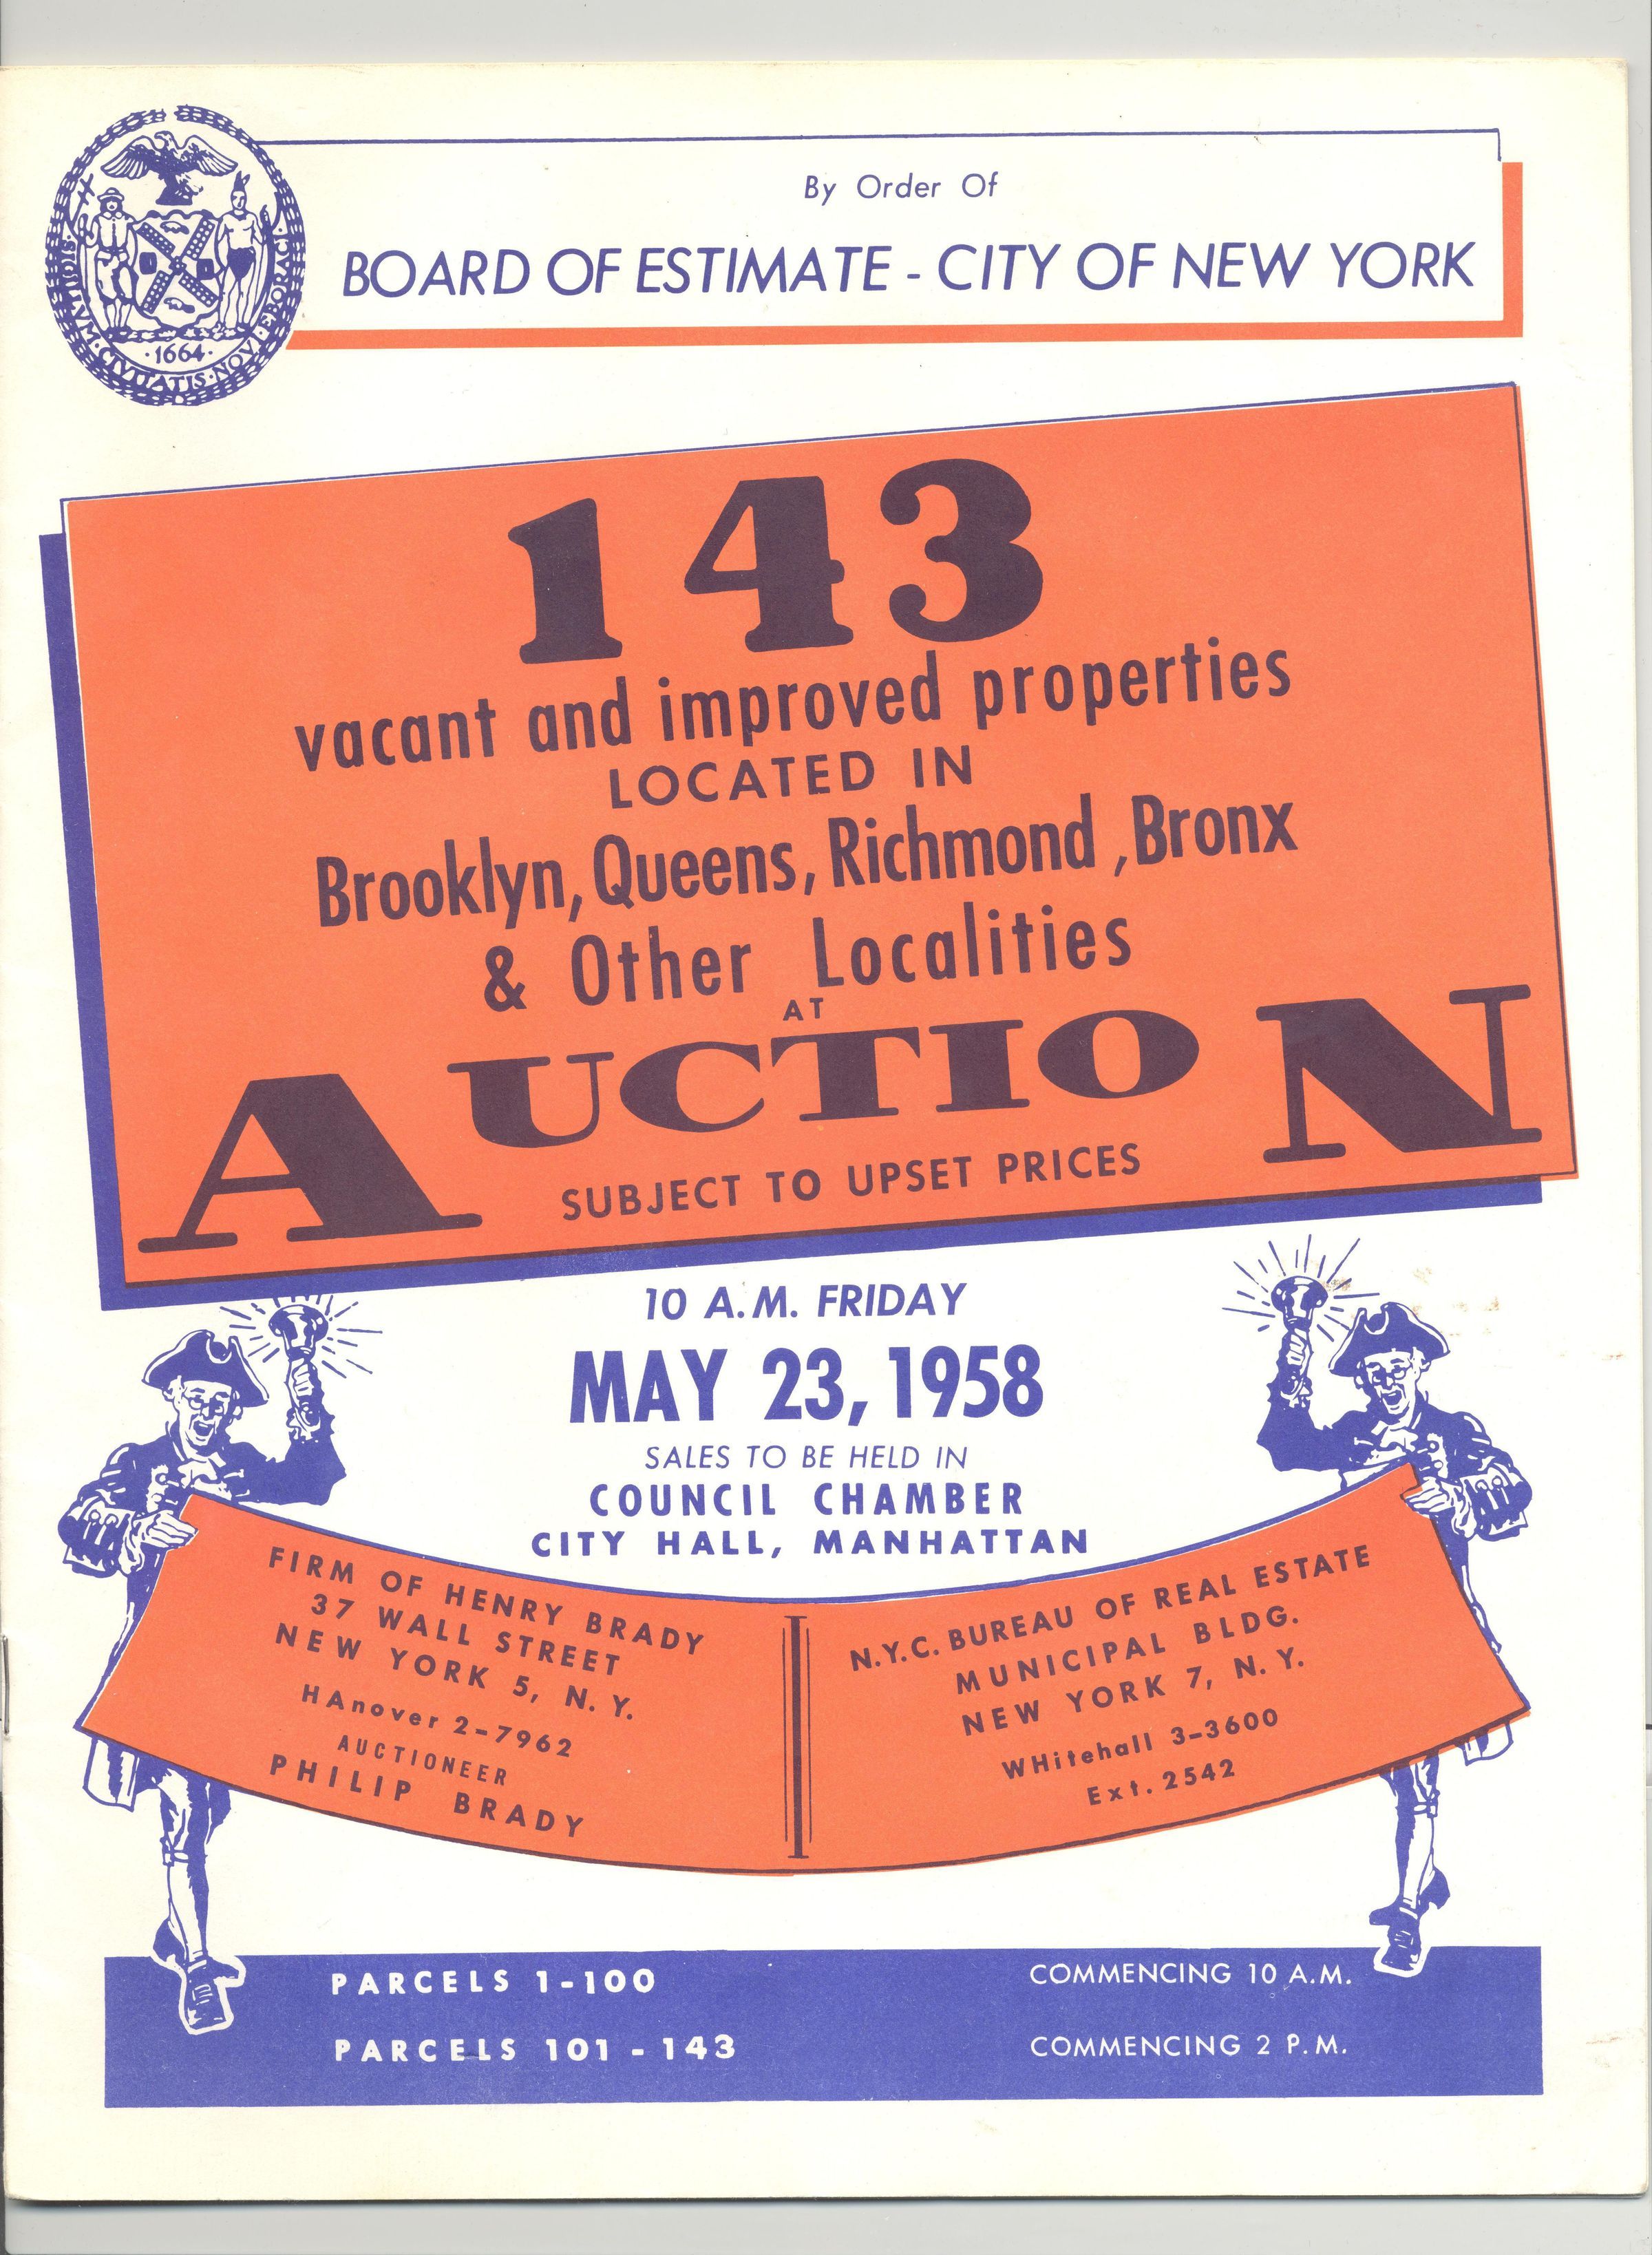 By Order Of
BOARD OF ESTIMATE - CITY OF NEW YORK
SIGILLVM·CIVITATIS·NOVI·EBORACI·
·1664·
143
vacant and improved properties
LOCATED IN
Brooklyn, Queens, Richmond, Bronx
& Other Localities
AT
AUCTION
SUBJECT TO UPSET PRICES
10 A.M. FRIDAY
MAY 23, 1958
SALES TO BE HELD IN
COUNCIL CHAMBER
CITY HALL, MANHATTAN
FIRM OF HENRY BRADY
37 WALL STREET
NEW YORK 5, N.Y.
HAnover 2-7962
AUCTIONEER
PHILIP BRADY
N.Y.C. BUREAU OF REAL ESTATE
MUNICIPAL BLDG.
NEW YORK 7, N.Y.
WHitehall 3-3600
Ext. 2542
PARCELS 1-100 COMMENCING 10 A.M.
PARCELS 101 - 143 COMMENCING 2 P.M.